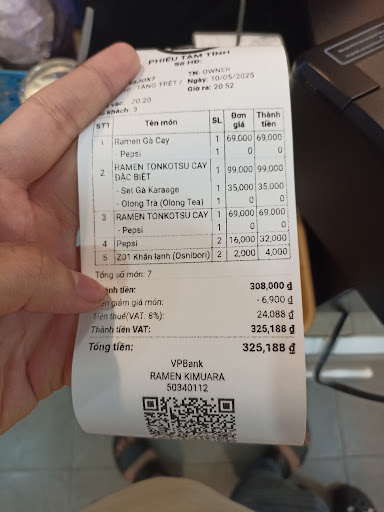 PHIẾU TẠM TÍNH
Số HĐ:
TN: OWNER
TẦNG TRỆT / Ngày: 10/05/2025
20:20 Giờ ra: 20:52
khách: 3
STT Tên món SL Đơn giá Thành tiền
1 Ramen Gà Cay 1 69,000 69,000
Pepsi 1 0 0
2 RAMEN TONKOTSU CAY ĐẶC BIỆT 1 99,000 99,000
- Set Gà Karaage 1 35,000 35,000
- Olong Trà (Olong Tea) 1 0 0
3 RAMEN TONKOTSU CAY 1 69,000 69,000
- Pepsi 1 0 0
4 Pepsi 2 16,000 32,000
5 Z01 Khăn lạnh (Oshibori) 2 2,000 4,000
Tổng số món: 7
tiền: 308,000 đ
giảm giá món: - 6,900 đ
Tiền thuế(VAT: 8%): 24,088 đ
Thành tiền VAT: 325,188 đ
Tổng tiền: 325,188 đ
VPBank
RAMEN KIMUARA
50340112